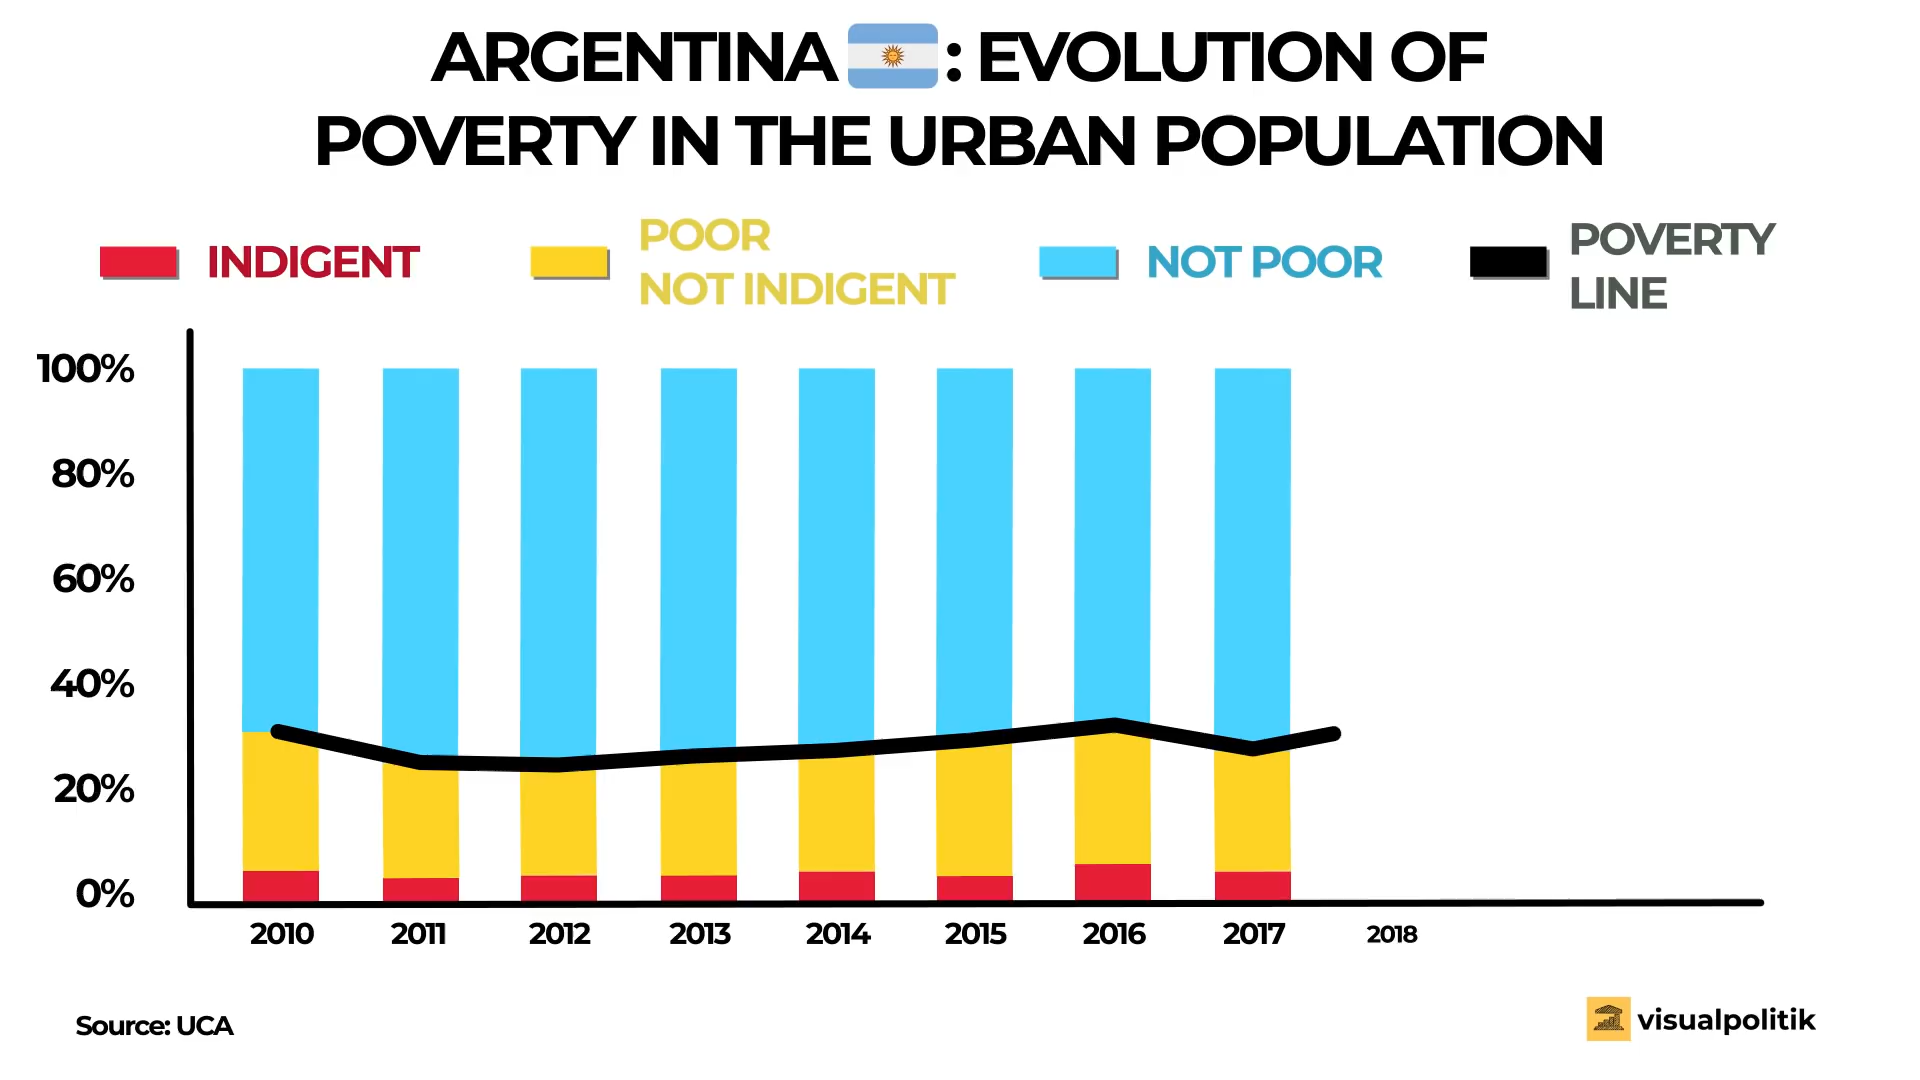 ARGENTINA : EVOLUTION OF
POVERTY IN THE URBAN POPULATION
INDIGENT
POOR
NOT INDIGENT
NOT POOR
POVERTY
LINE
100%
80%
60%
40%
20%
0%
2010 2011 2012 2013 2014 2015 2016 2017 2018
Source: UCA
visualpolitik